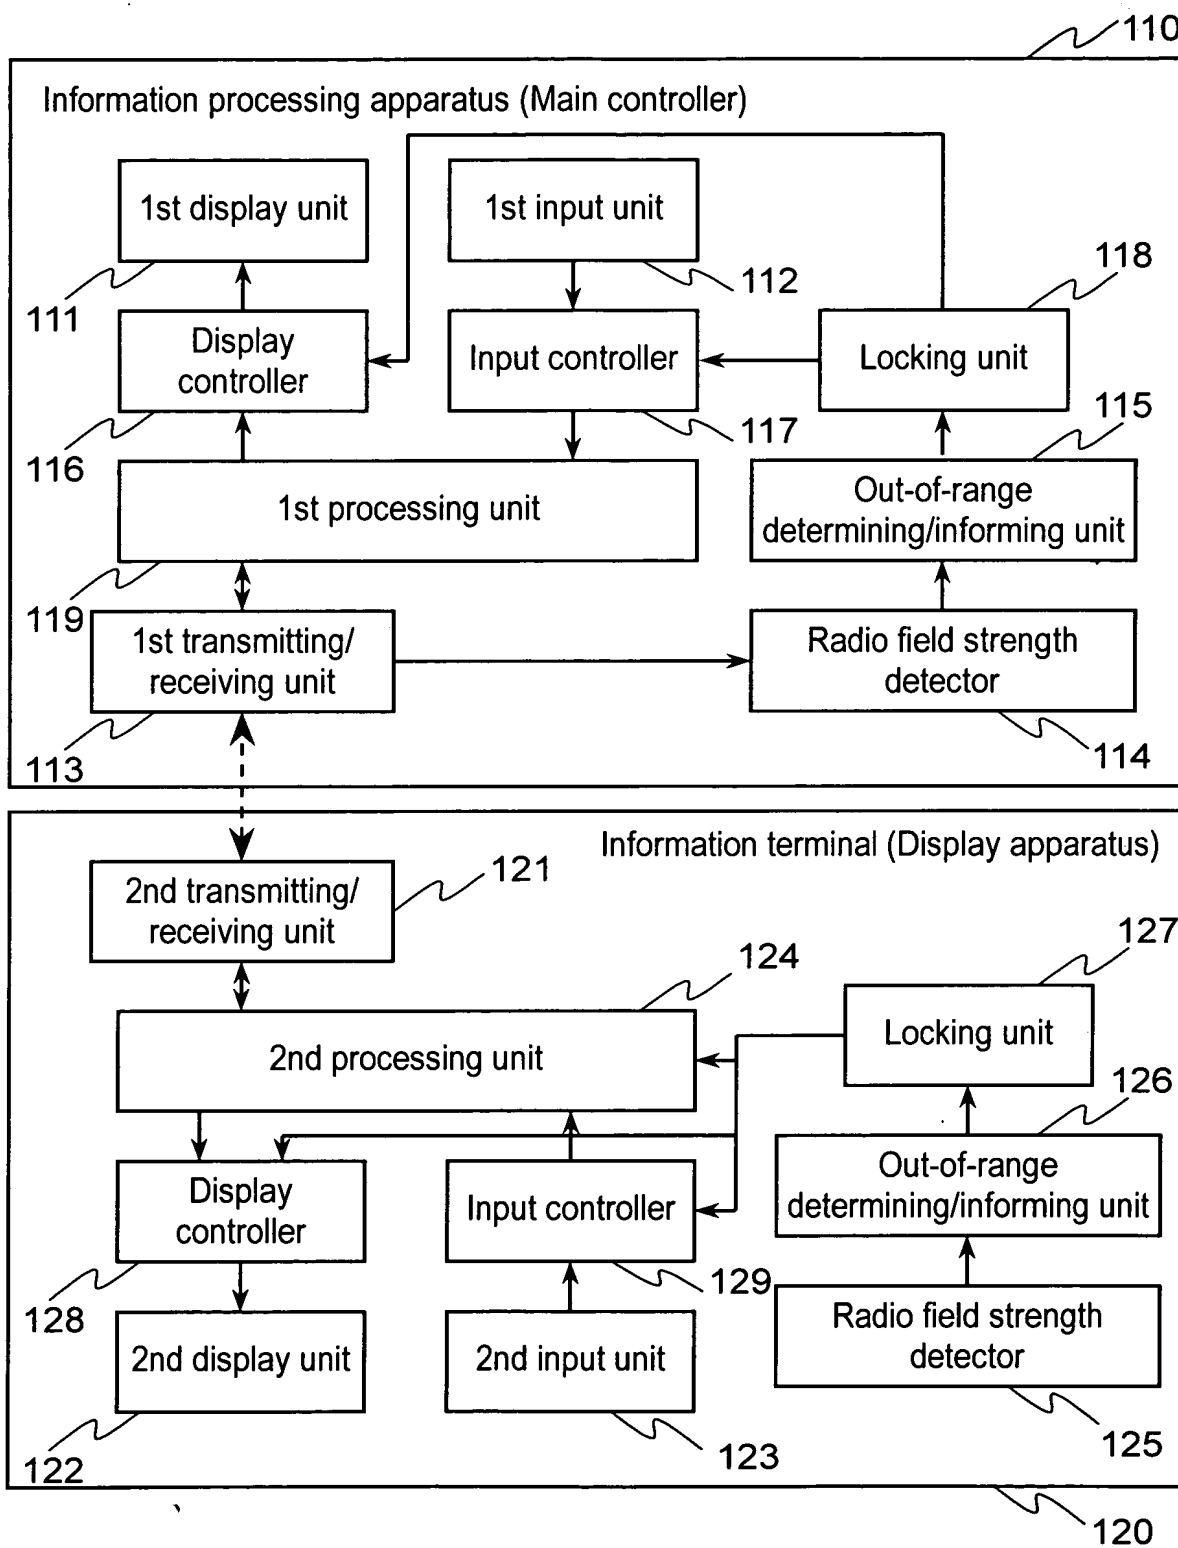 110
Information processing apparatus (Main controller)
1st display unit
1st input unit
111
112
118
Display
controller
Input controller
Locking unit
116
117
115
1st processing unit
Out-of-range
determining/informing unit
119
1st transmitting/
receiving unit
Radio field strength
detector
113
114
Information terminal (Display apparatus)
2nd transmitting/
receiving unit
121
124
127
2nd processing unit
Locking unit
126
Display
controller
Input controller
Out-of-range
determining/informing unit
128
129
2nd display unit
2nd input unit
Radio field strength
detector
122
123
125
120